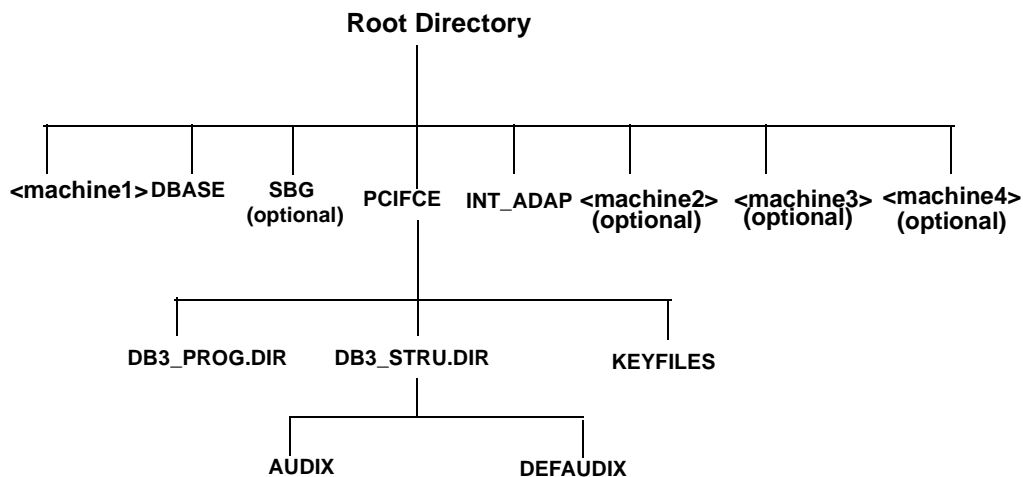 Root Directory
<machine1> DBASE SBG PCIFCE INT_ADAP <machine2> <machine3> <machine4>
(optional) (optional) (optional) (optional)
DB3_PROG.DIR DB3_STRU.DIR KEYFILES
AUDIX DEFAUDIX